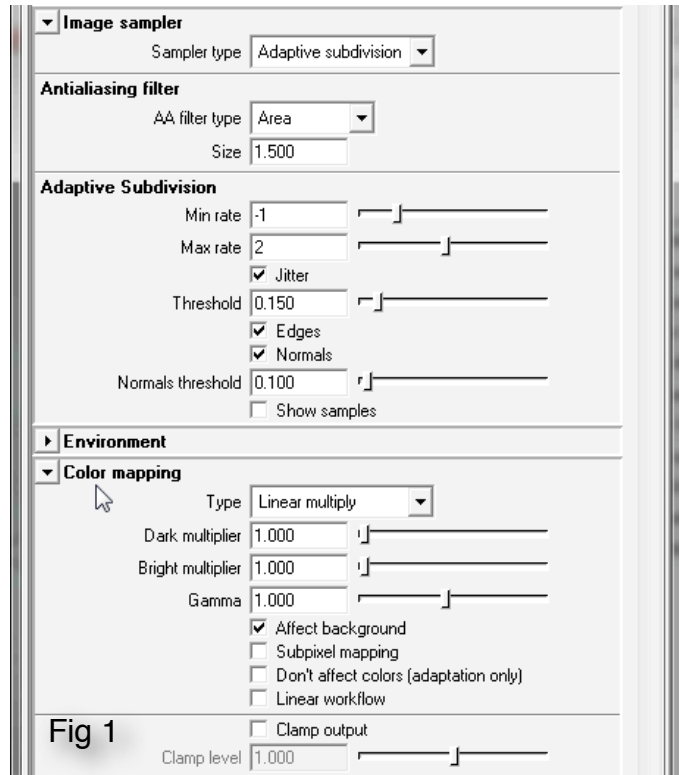 Image sampler
Sampler type Adaptive subdivision
Antialiasing filter
AA filter type Area
Size 1.500
Adaptive Subdivision
Min rate -1
Max rate 2
Jitter
Threshold 0.150
Edges
Normals
Normals threshold 0.100
Show samples
Environment
Color mapping
Type Linear multiply
Dark multiplier 1.000
Bright multiplier 1.000
Gamma 1.000
Affect background
Subpixel mapping
Don't affect colors (adaptation only)
Linear workflow
Fig 1
Clamp output
Clamp level 1.000